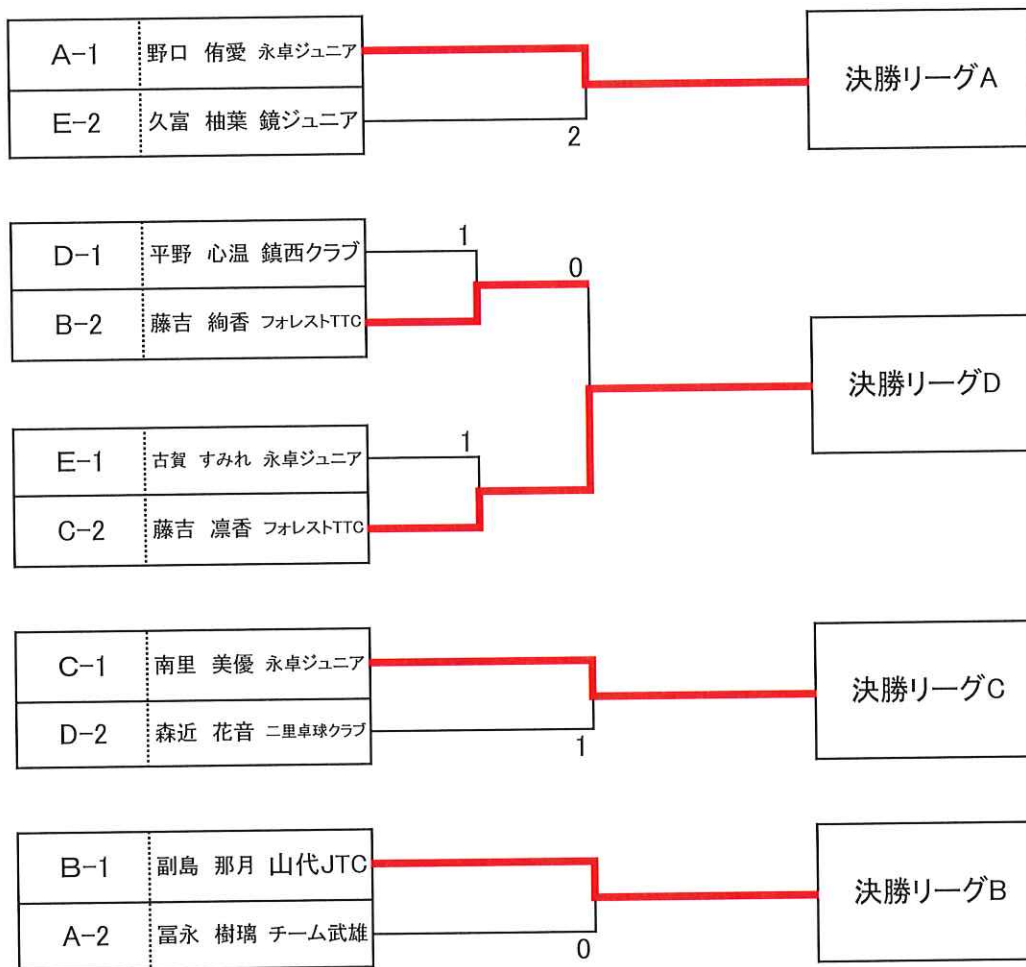 A-1 野口 侑愛 永卓ジュニア
決勝リーグA
E-2 久富 柚葉 鏡ジュニア
2
D-1 平野 心温 鎮西クラブ
1
0
B-2 藤吉 絢香 フォレストTTC
決勝リーグD
E-1 古賀 すみれ 永卓ジュニア
1
C-2 藤吉 凛香 フォレストTTC
C-1 南里 美優 永卓ジュニア
決勝リーグC
D-2 森近 花音 二里卓球クラブ
1
B-1 副島 那月 山代JTC
決勝リーグB
A-2 冨永 樹璃 チーム武雄
0